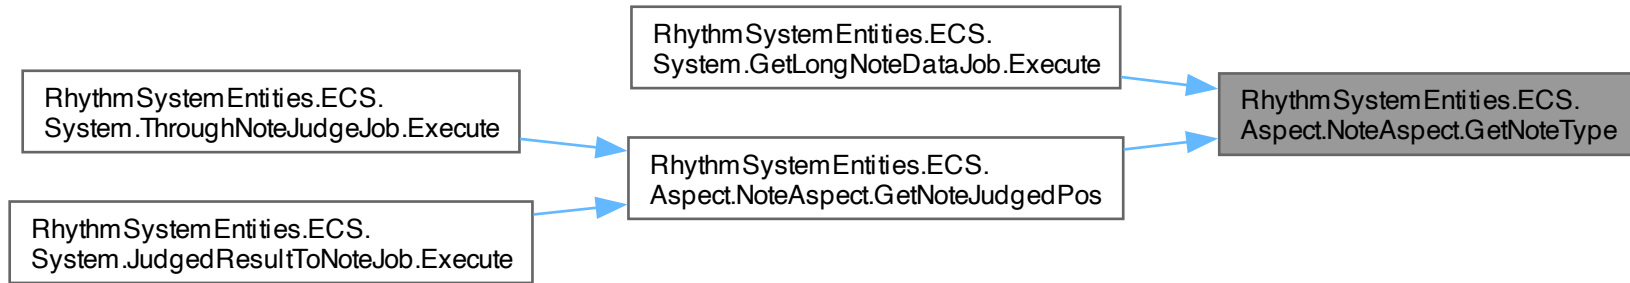 RhythmSystemEntities.ECS.
System.GetLongNoteDataJob.Execute
RhythmSystemEntities.ECS.
System.ThroughNoteJudgeJob.Execute
RhythmSystemEntities.ECS.
Aspect.NoteAspect.GetNoteType
RhythmSystemEntities.ECS.
Aspect.NoteAspect.GetNoteJudgedPos
RhythmSystemEntities.ECS.
System.JudgedResultToNoteJob.Execute